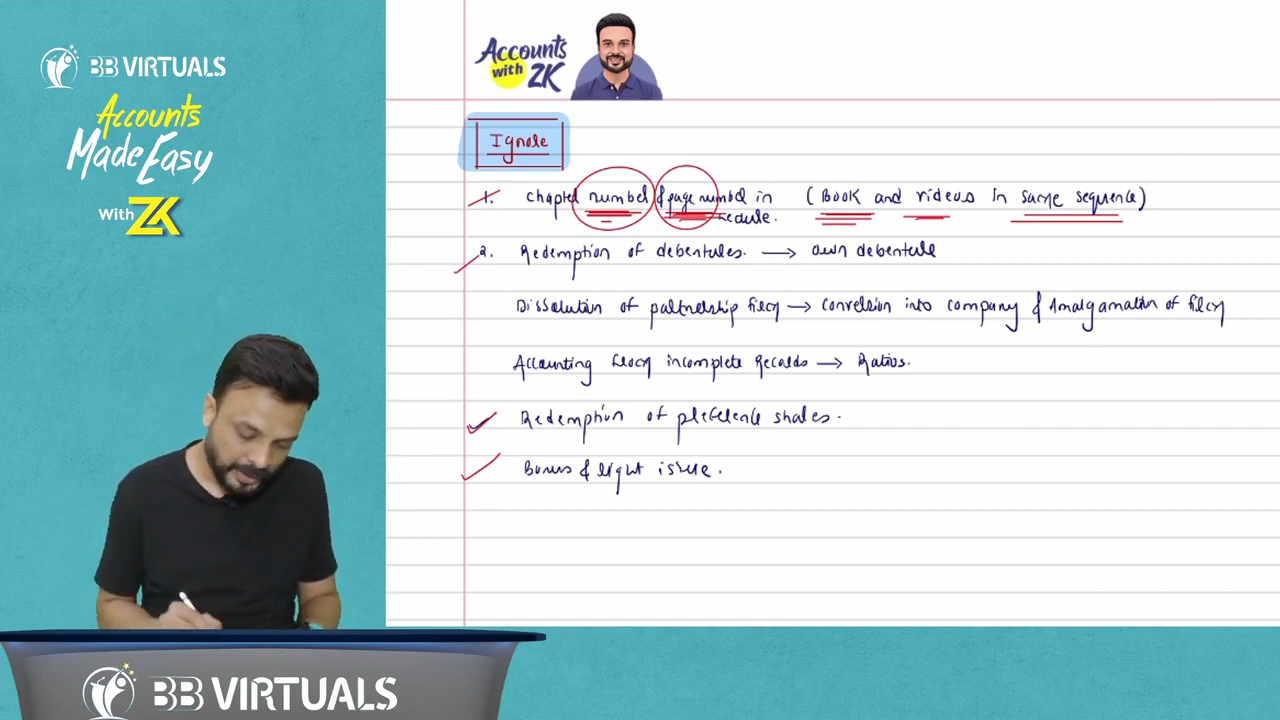 BB VIRTUALS
Accounts
Made Easy
With ZK
Accounts
with ZK
Ignore
1. Chapter number & page number in (Book and videos in same sequence)
2. Redemption of debentures. → own debenture
Dissolution of partnership firm → Conversion into company & Amalgamation of firm
Accounting from incomplete Records → Ratios.
Redemption of preference shares.
Bonus & right issue.
BB VIRTUALS